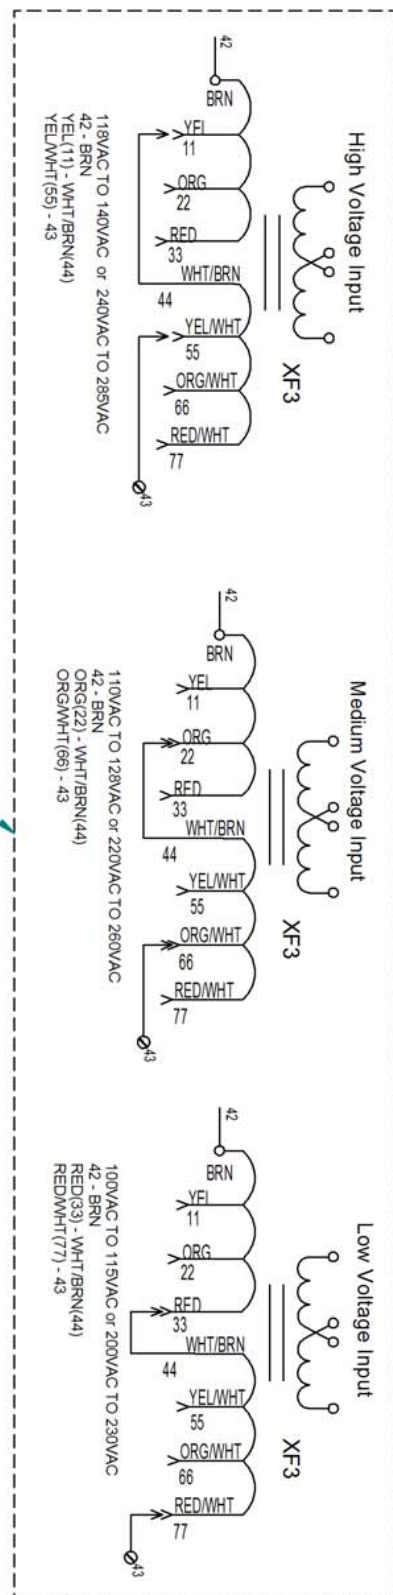 High Voltage Input
XF3
42
BRN
YEL
11
ORG
22
RED
33
WHT/BRN
44
YEL/WHT
55
ORG/WHT
66
RED/WHT
77
43
118VAC TO 140VAC or 240VAC TO 285VAC
42 - BRN
YEL(11) - WHT/BRN(44)
YEL/WHT(55) - 43
Medium Voltage Input
XF3
42
BRN
YEL
11
ORG
22
RED
33
WHT/BRN
44
YEL/WHT
55
ORG/WHT
66
RED/WHT
77
43
110VAC TO 128VAC or 220VAC TO 260VAC
42 - BRN
ORG(22) - WHT/BRN(44)
ORG/WHT(66) - 43
Low Voltage Input
XF3
42
BRN
YEL
11
ORG
22
RED
33
WHT/BRN
44
YEL/WHT
55
ORG/WHT
66
RED/WHT
77
43
100VAC TO 115VAC or 200VAC TO 230VAC
42 - BRN
RED(33) - WHT/BRN(44)
RED/WHT(77) - 43